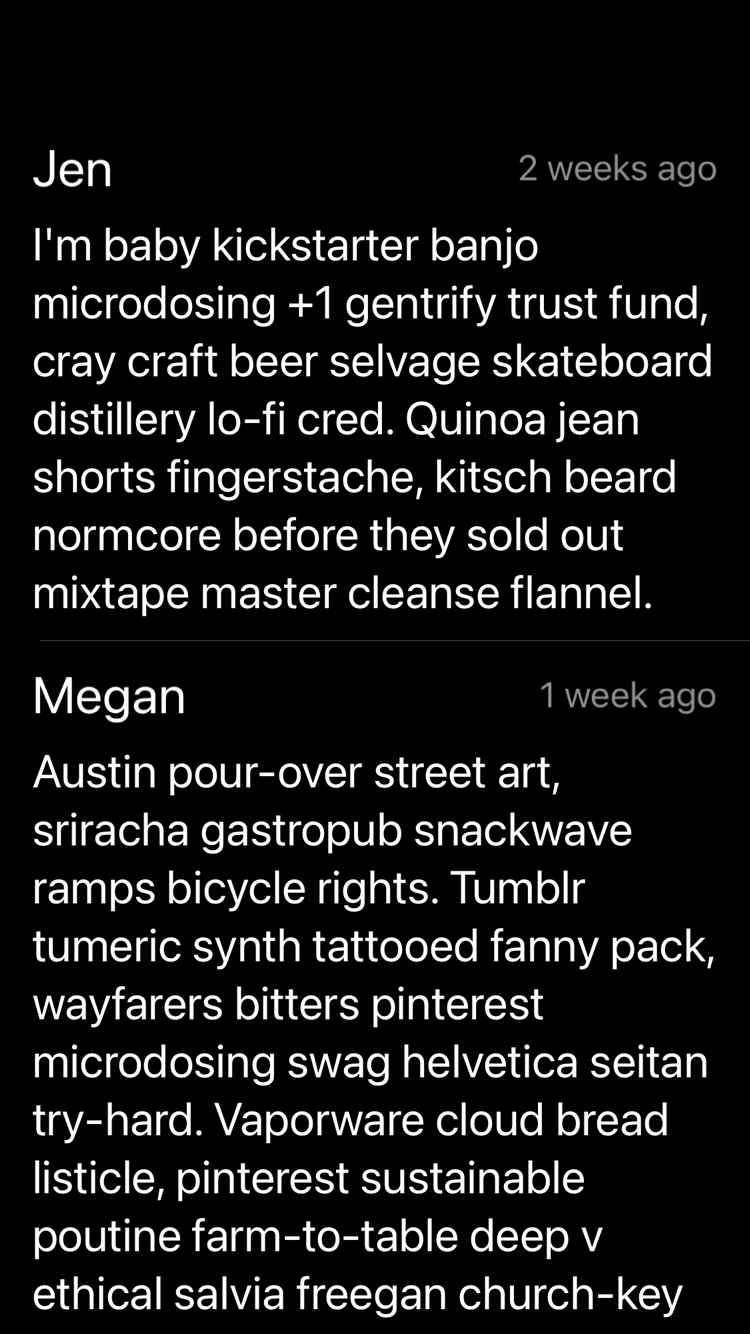 Jen
2 weeks ago
I'm baby kickstarter banjo
microdosing +1 gentrify trust fund,
cray craft beer selvage skateboard
distillery lo-fi cred. Quinoa jean
shorts fingerstache, kitsch beard
normcore before they sold out
mixtape master cleanse flannel.
Megan
1 week ago
Austin pour-over street art,
sriracha gastropub snackwave
ramps bicycle rights. Tumblr
tumeric synth tattooed fanny pack,
wayfarers bitters pinterest
microdosing swag helvetica seitan
try-hard. Vaporware cloud bread
listicle, pinterest sustainable
poutine farm-to-table deep v
ethical salvia freegan church-key